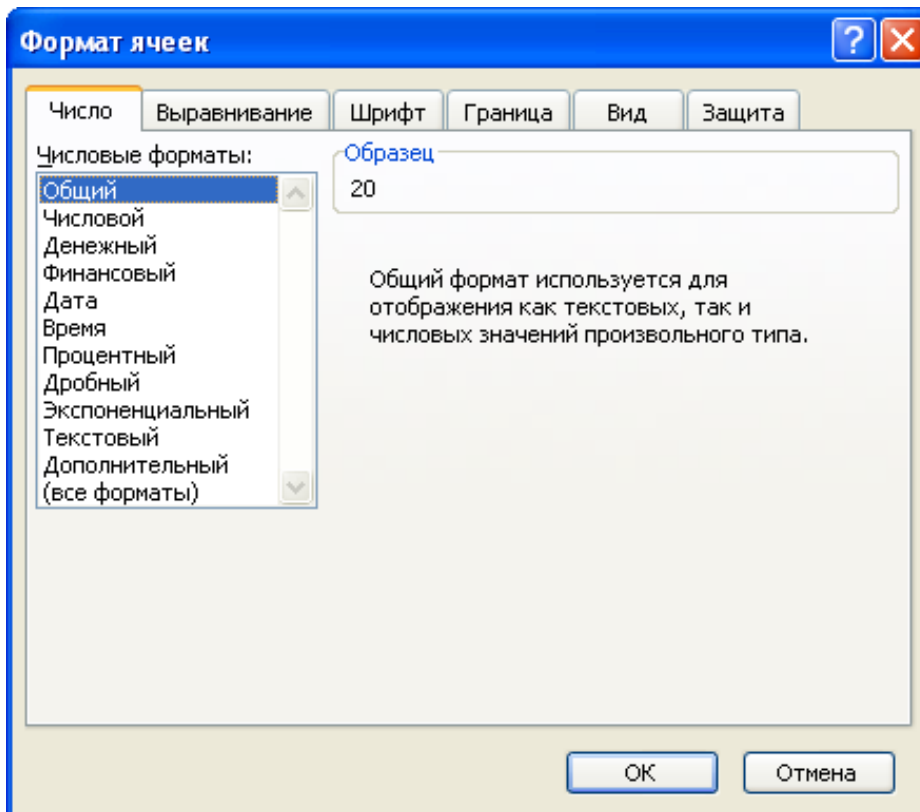 Формат ячеек
?
Число Выравнивание Шрифт Граница Вид Защита
Числовые форматы:
Образец
Общий
20
Числовой
Денежный
Финансовый
Дата
Время
Процентный
Дробный
Экспоненциальный
Текстовый
Дополнительный
(все форматы)
Общий формат используется для
отображения как текстовых, так и
числовых значений произвольного типа.
ОК Отмена